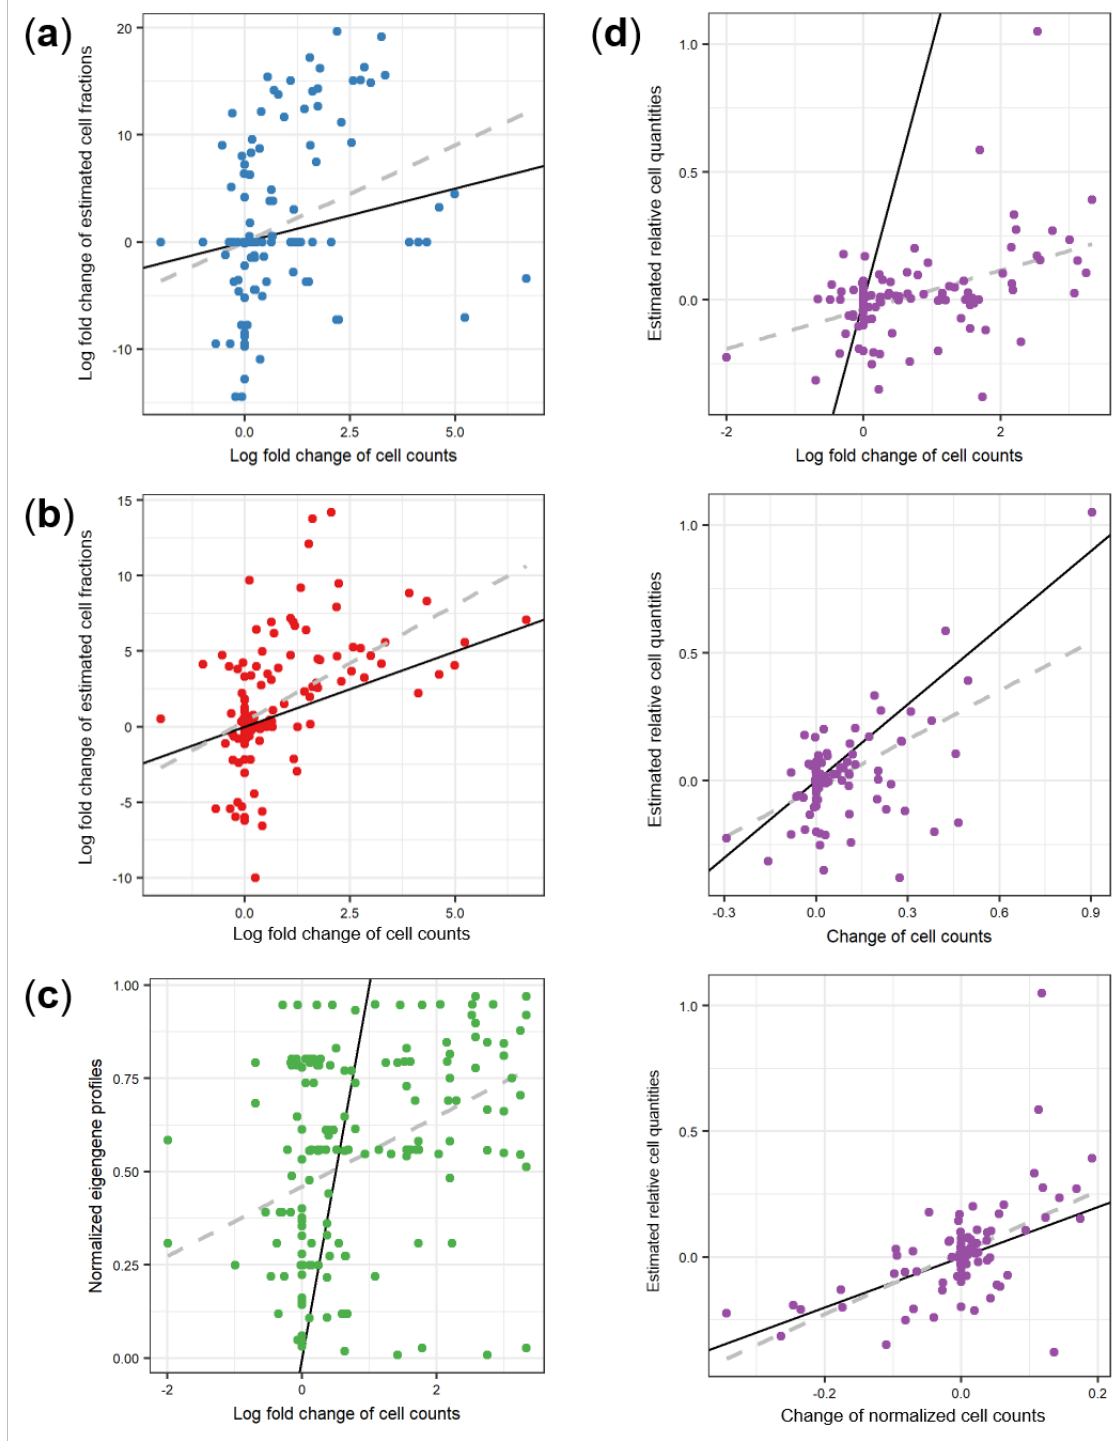 (a)
Log fold change of estimated cell fractions
20
10
0
-10
0.0 2.5 5.0
Log fold change of cell counts
(b)
Log fold change of estimated cell fractions
15
10
5
0
-5
-10
0.0 2.5 5.0
Log fold change of cell counts
(c)
Normalized eigengene profiles
1.00
0.75
0.50
0.25
0.00
-2 0 2
Log fold change of cell counts
(d)
Estimated relative cell quantities
1.0
0.5
0.0
-2 0 2
Log fold change of cell counts
Estimated relative cell quantities
1.0
0.5
0.0
-0.3 0.0 0.3 0.6 0.9
Change of cell counts
Estimated relative cell quantities
1.0
0.5
0.0
-0.2 0.0 0.2
Change of normalized cell counts